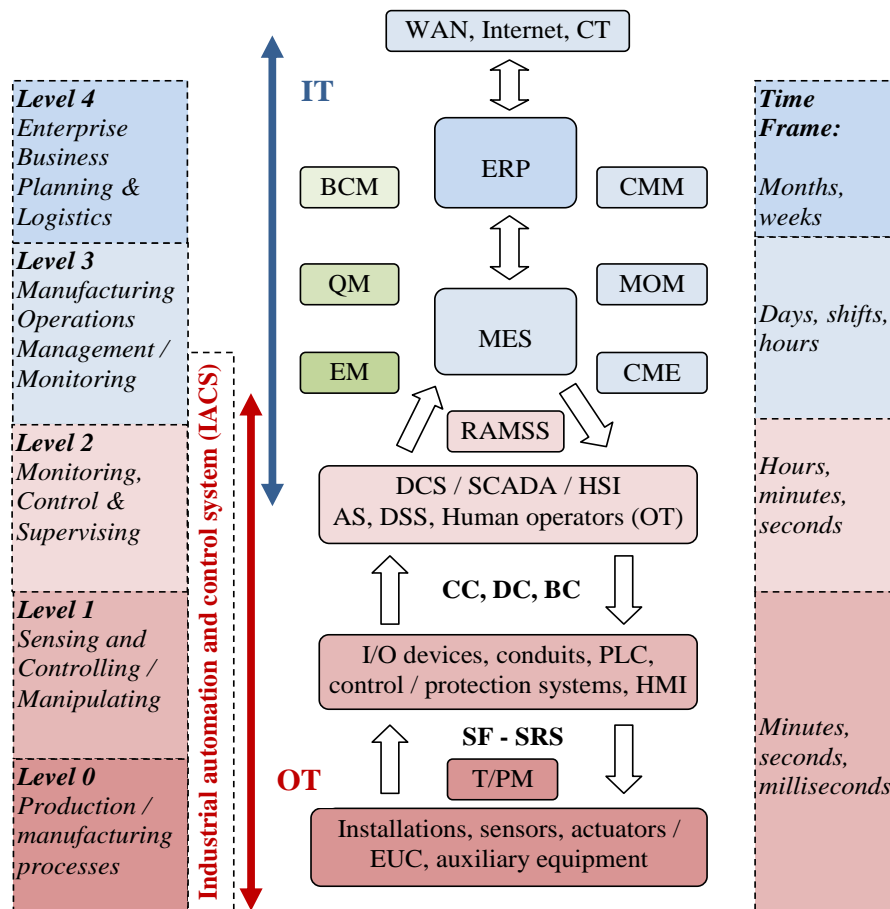 WAN, Internet, CT
IT
Level 4
Enterprise
Business
Planning &
Logistics
Time
Frame:
Months,
weeks
ERP
BCM
CMM
Level 3
Manufacturing
Operations
Management /
Monitoring
QM
MOM
Days, shifts,
hours
MES
EM
CME
Industrial automation and control system (IACS)
RAMSS
Level 2
Monitoring,
Control &
Supervising
DCS / SCADA / HSI
AS, DSS, Human operators (OT)
Hours,
minutes,
seconds
CC, DC, BC
Level 1
Sensing and
Controlling /
Manipulating
I/O devices, conduits, PLC,
control / protection systems, HMI
Minutes,
seconds,
milliseconds
SF - SRS
OT
T/PM
Level 0
Production /
manufacturing
processes
Installations, sensors, actuators /
EUC, auxiliary equipment